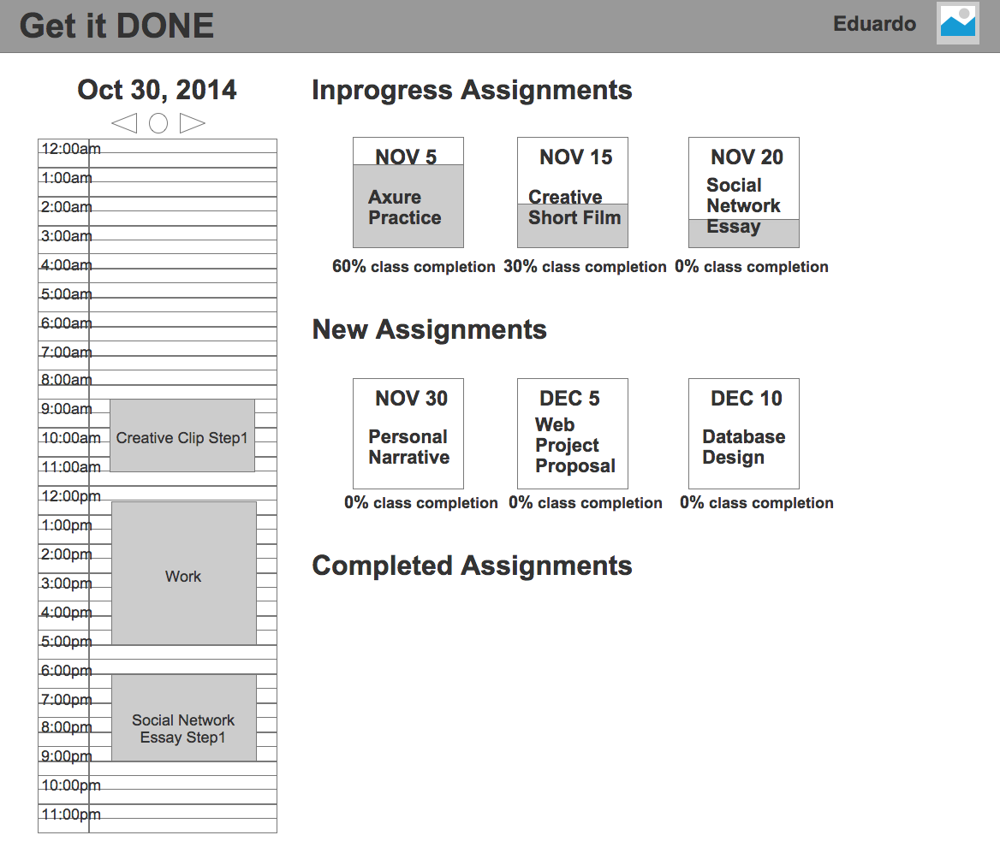 Get it DONE
Eduardo
Oct 30, 2014
12:00am
1:00am
2:00am
3:00am
4:00am
5:00am
6:00am
7:00am
8:00am
9:00am
10:00am
11:00am
12:00pm
1:00pm
2:00pm
3:00pm
4:00pm
5:00pm
6:00pm
7:00pm
8:00pm
9:00pm
10:00pm
11:00pm
Creative Clip Step1
Work
Social Network
Essay Step1
Inprogress Assignments
NOV 5
Axure
Practice
60% class completion
NOV 15
Creative
Short Film
30% class completion
NOV 20
Social
Network
Essay
0% class completion
New Assignments
NOV 30
Personal
Narrative
0% class completion
DEC 5
Web
Project
Proposal
0% class completion
DEC 10
Database
Design
0% class completion
Completed Assignments